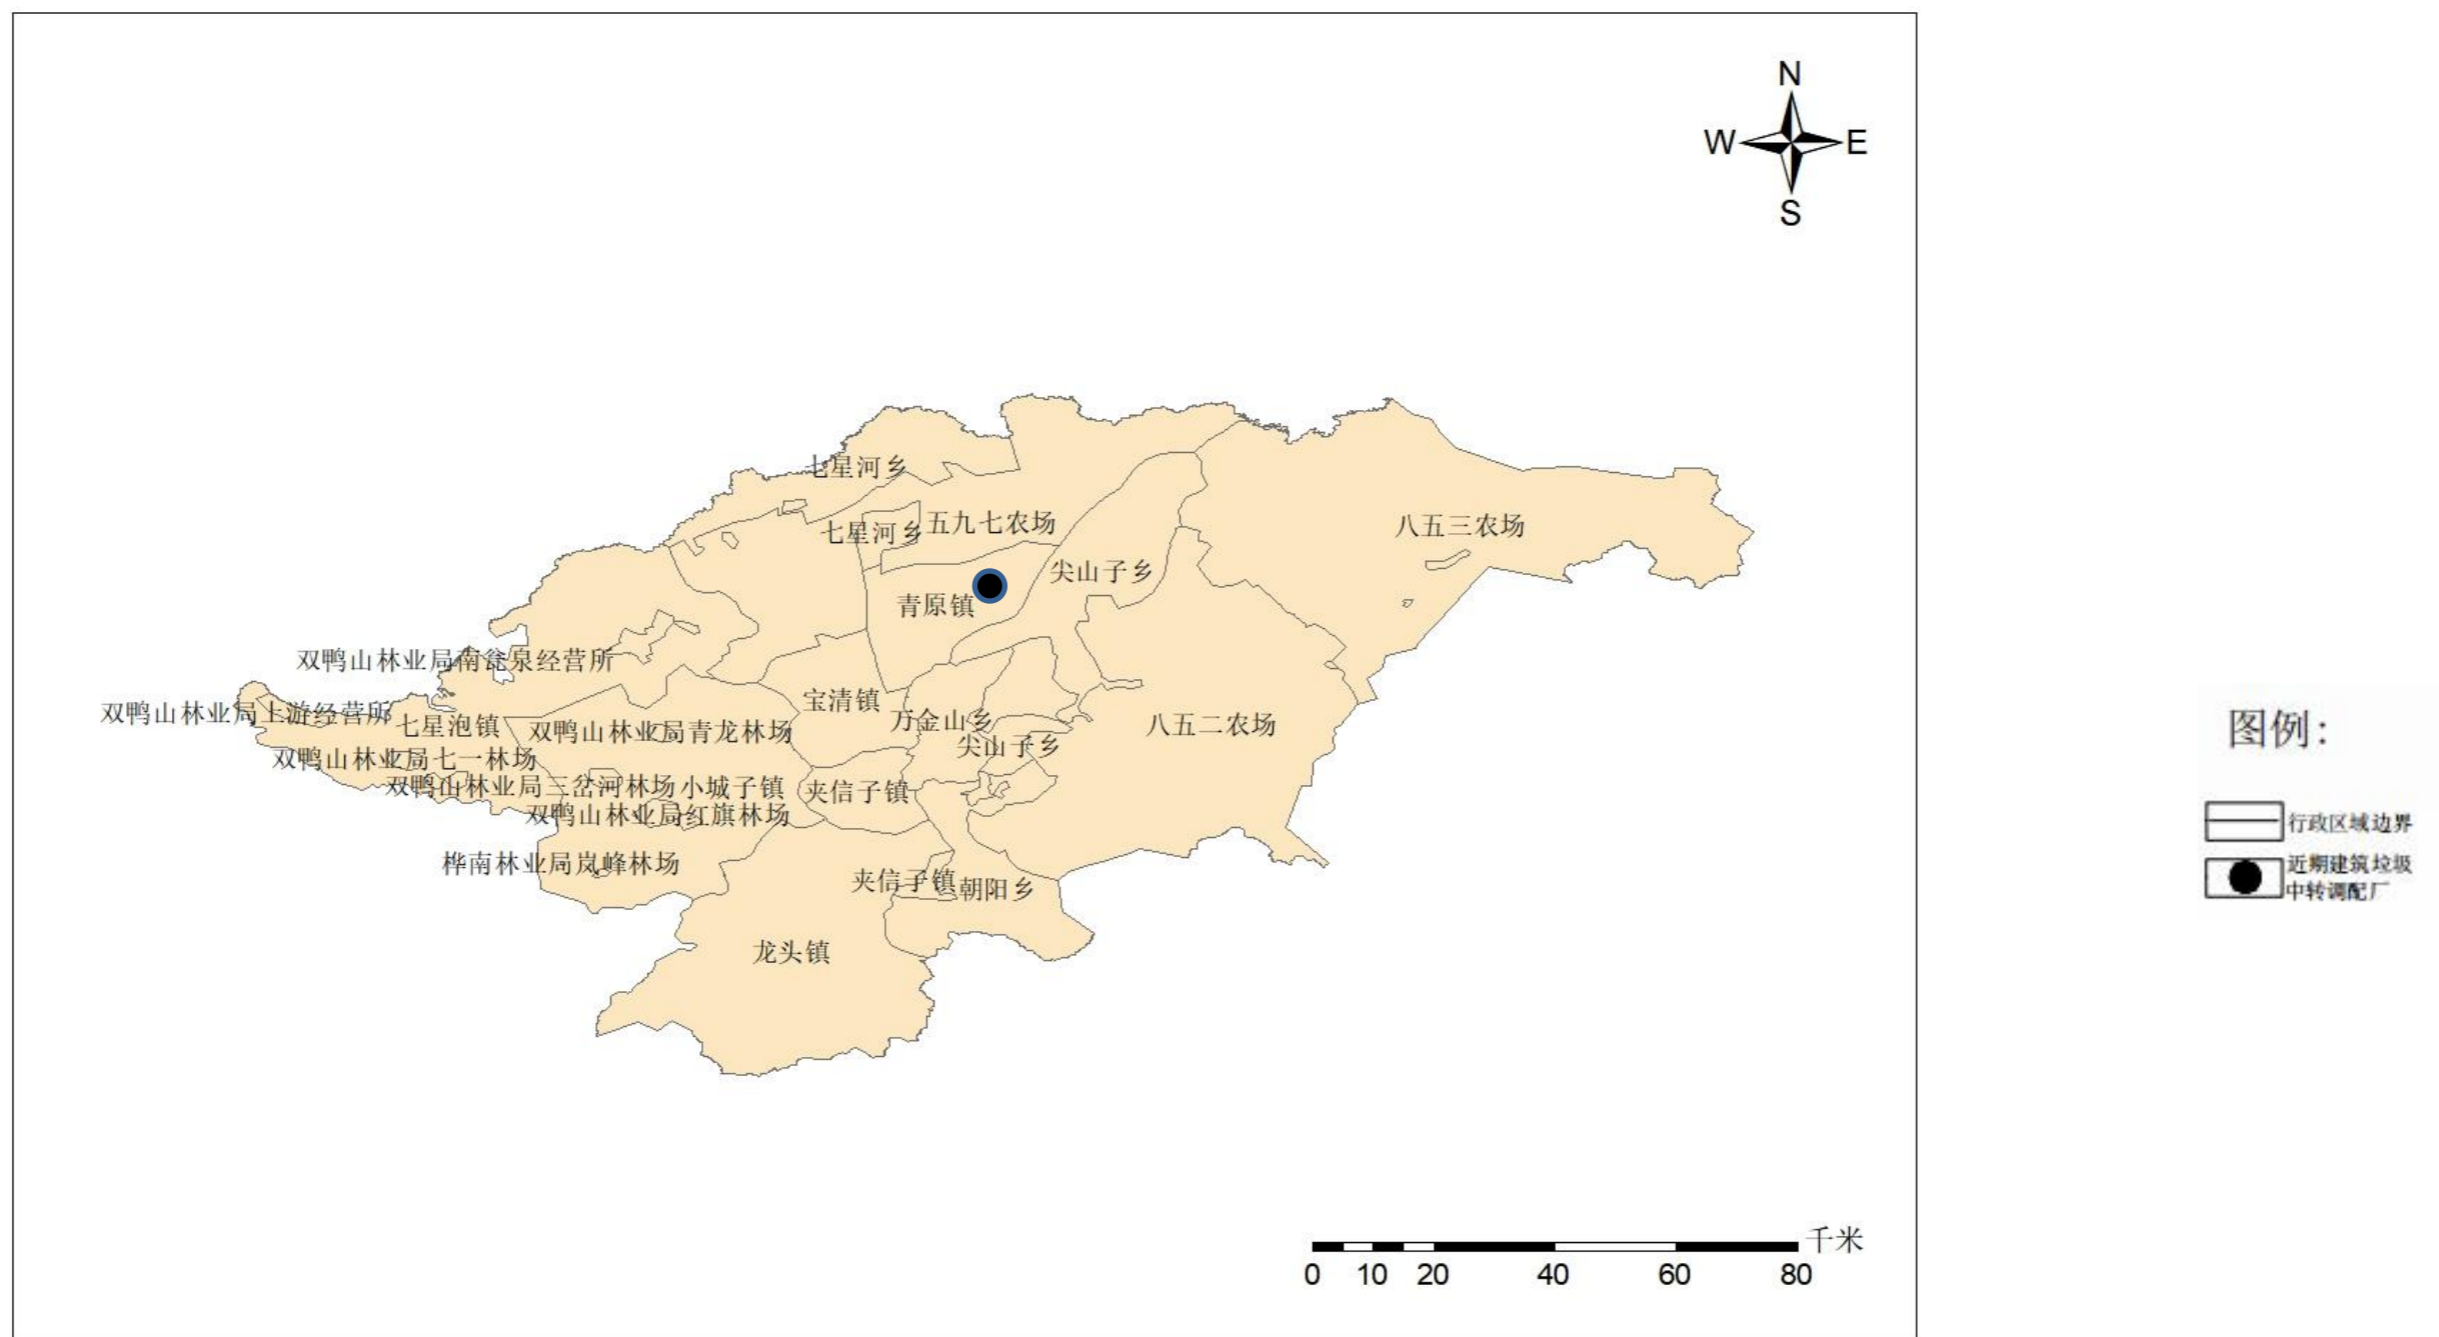 N
W
E
S
七星河乡
七星河乡
五九七农场
八五三农场
尖山子乡
青原镇
双鸭山林业局南瓮泉经营所
宝清镇
双鸭山林业局上游经营所
七星泡镇
双鸭山林业局青龙林场
万金山乡
八五二农场
尖山子乡
双鸭山林业局七一林场
双鸭山林业局三岔河林场
小城子镇
夹信子镇
双鸭山林业局红旗林场
桦南林业局岚峰林场
夹信子镇
朝阳乡
龙头镇
图例：
行政区域边界
近期建筑垃圾
中转调配厂
千米
0 10 20 40 60 80